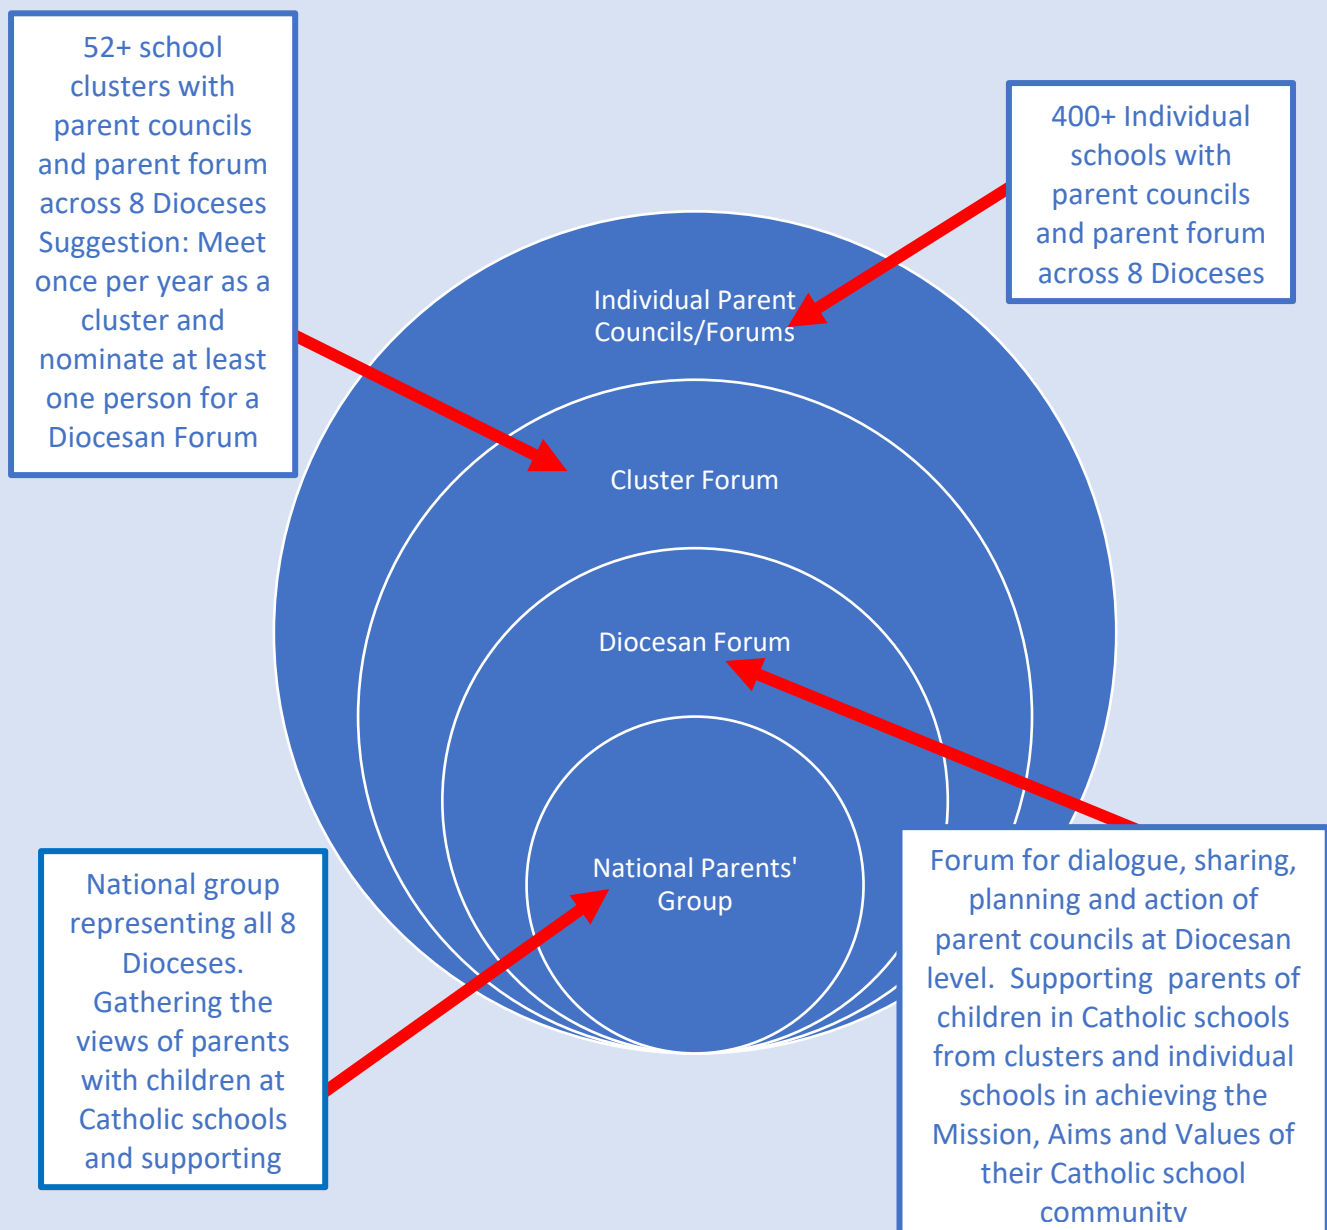 52+ school
clusters with
parent councils
and parent forum
across 8 Dioceses
Suggestion: Meet
once per year as a
cluster and
nominate at least
one person for a
Diocesan Forum
400+ Individual
schools with
parent councils
and parent forum
across 8 Dioceses
Individual Parent
Councils/Forums
Cluster Forum
Diocesan Forum
National Parents'
Group
National group
representing all 8
Dioceses.
Gathering the
views of parents
with children at
Catholic schools
and supporting
Forum for dialogue, sharing,
planning and action of
parent councils at Diocesan
level.  Supporting  parents of
children in Catholic schools
from clusters and individual
schools in achieving the
Mission, Aims and Values of
their Catholic school
community